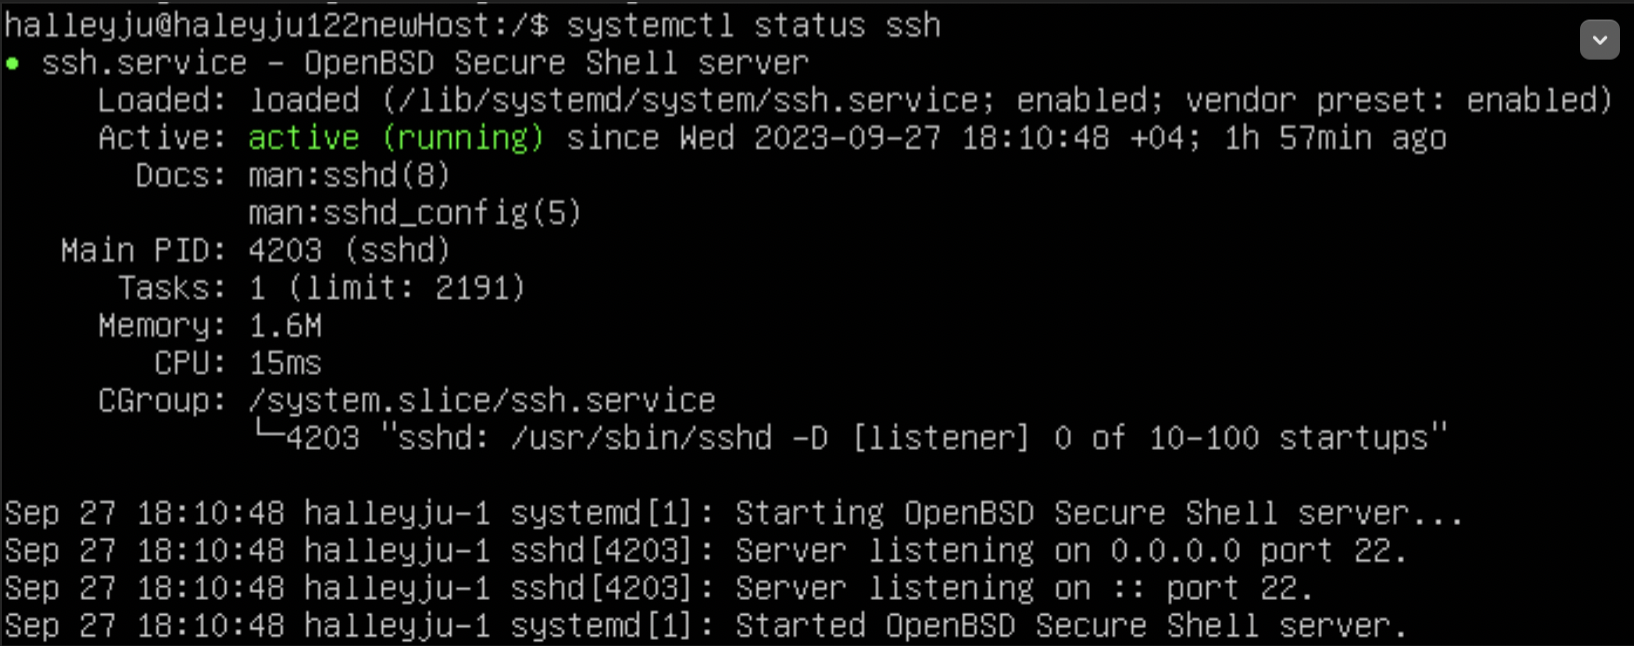 halleyju@haleyju122newHost:/$ systemctl status ssh
● ssh.service - OpenBSD Secure Shell server
Loaded: loaded (/lib/systemd/system/ssh.service; enabled; vendor preset: enabled)
Active: active (running) since Wed 2023-09-27 18:10:48 +04; 1h 57min ago
Docs: man:sshd(8)
man:sshd_config(5)
Main PID: 4203 (sshd)
Tasks: 1 (limit: 2191)
Memory: 1.6M
CPU: 15ms
CGroup: /system.slice/ssh.service
└─4203 "sshd: /usr/sbin/sshd -D [listener] 0 of 10-100 startups"
Sep 27 18:10:48 halleyju-1 systemd[1]: Starting OpenBSD Secure Shell server...
Sep 27 18:10:48 halleyju-1 sshd[4203]: Server listening on 0.0.0.0 port 22.
Sep 27 18:10:48 halleyju-1 sshd[4203]: Server listening on :: port 22.
Sep 27 18:10:48 halleyju-1 systemd[1]: Started OpenBSD Secure Shell server.